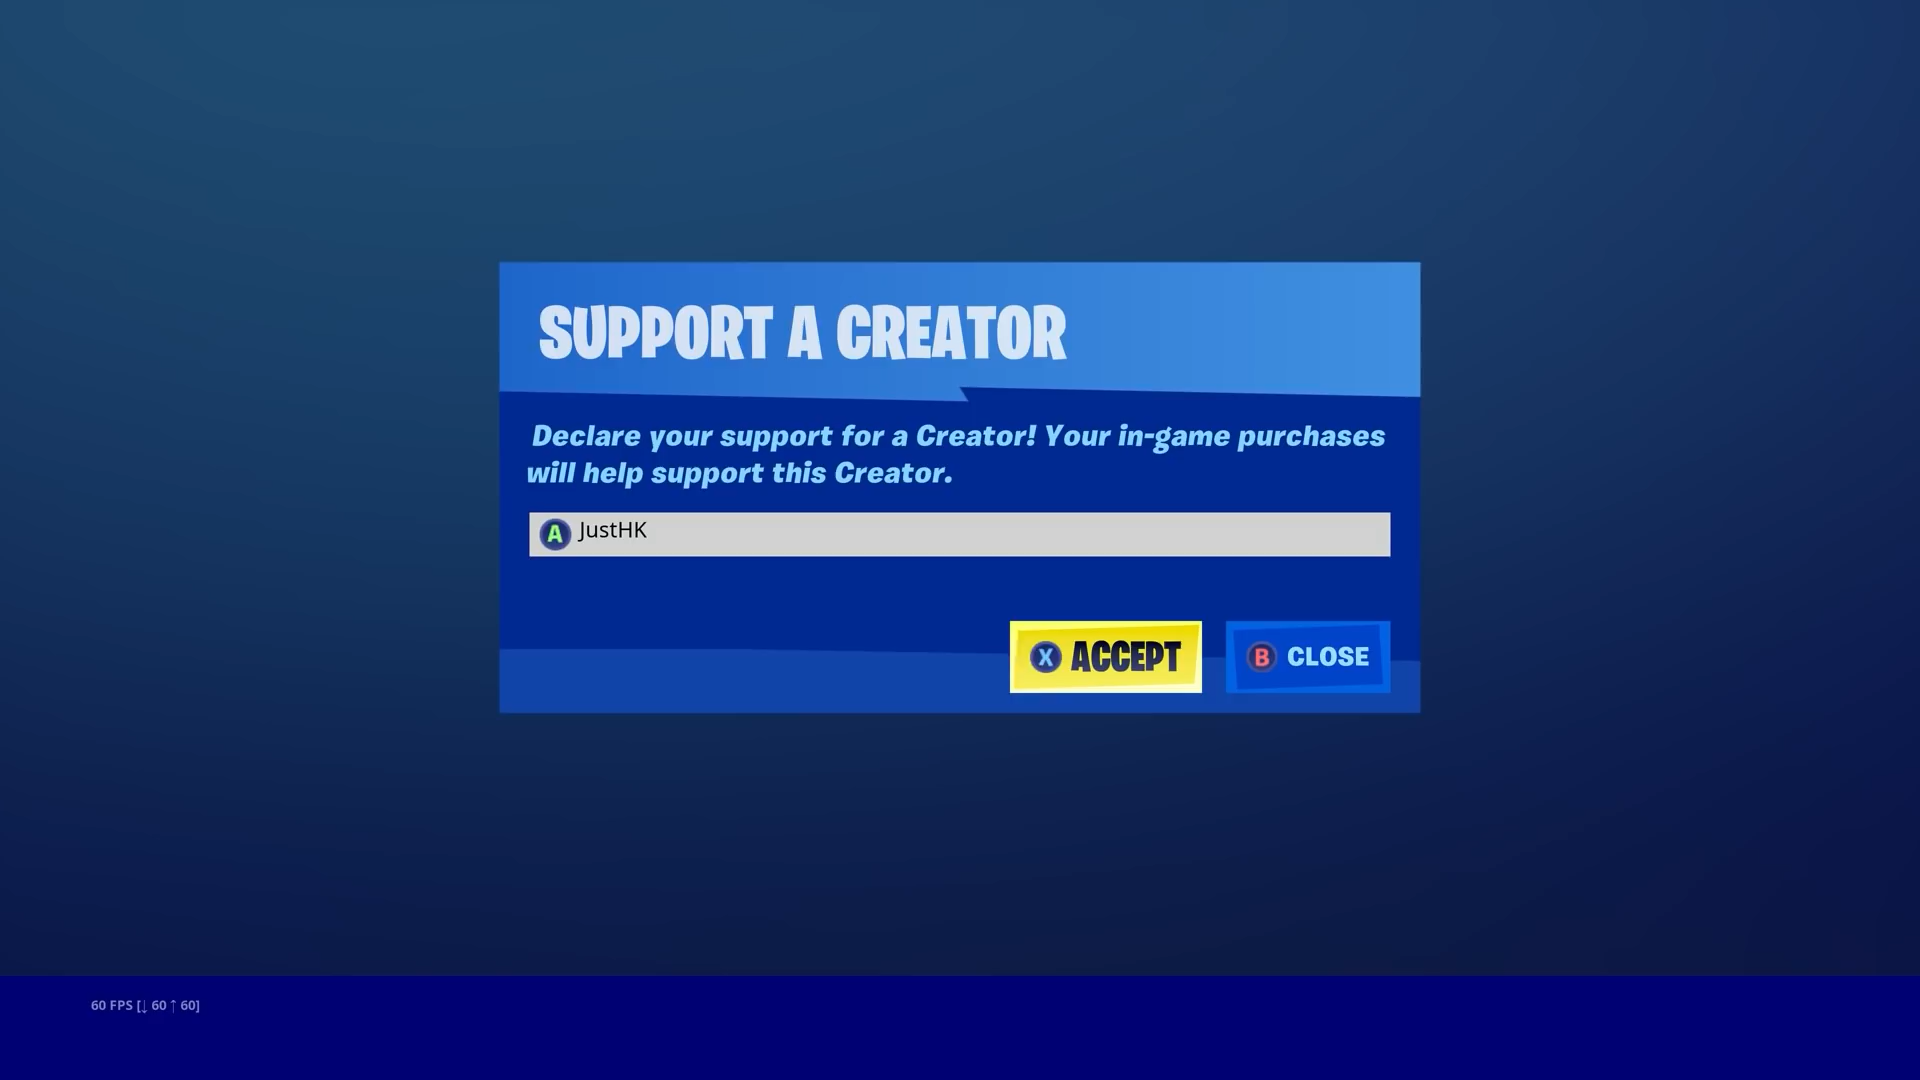 SUPPORT A CREATOR
Declare your support for a Creator! Your in-game purchases
will help support this Creator.
A JustHK
X ACCEPT
B CLOSE
60 FPS [↓ 60 ↑ 60]